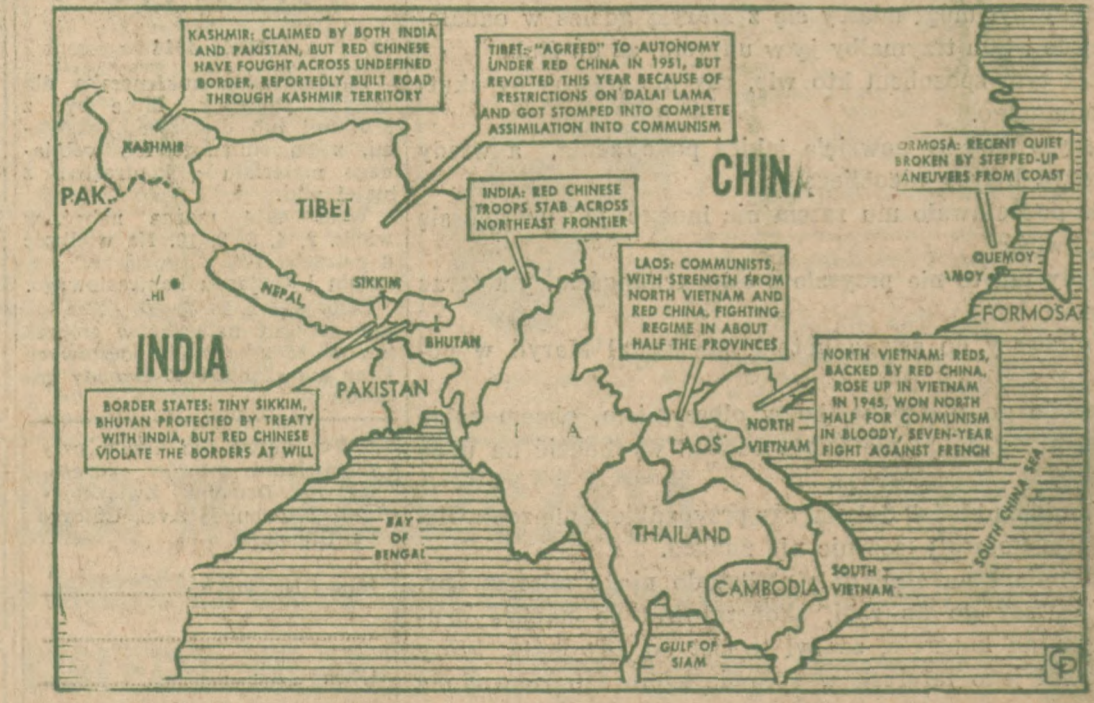 KASHMIR: CLAIMED BY BOTH INDIA
AND PAKISTAN, BUT RED CHINESE
HAVE FOUGHT ACROSS UNDEFINED
BORDER, REPORTEDLY BUILT ROAD
THROUGH KASHMIR TERRITORY
TIBET: "AGREED" TO AUTONOMY
UNDER RED CHINA IN 1951, BUT
REVOLTED THIS YEAR BECAUSE OF
RESTRICTIONS ON DALAI LAMA
AND GOT STOMPED INTO COMPLETE
ASSIMILATION INTO COMMUNISM
KASHMIR
PAK.
TIBET
CHINA
ORMOSA: RECENT QUIET
BROKEN BY STEPPED-UP
ANEUVERS FROM COAST
INDIA: RED CHINESE
TROOPS STAB ACROSS
NORTHEAST FRONTIER
QUEMOY
AMOY
FORMOSA
HI
NEPAL
SIKKIM
BHUTAN
INDIA
PAKISTAN
LAOS: COMMUNISTS,
WITH STRENGTH FROM
NORTH VIETNAM AND
RED CHINA, FIGHTING
REGIME IN ABOUT
HALF THE PROVINCES
BORDER STATES: TINY SIKKIM,
BHUTAN PROTECTED BY TREATY
WITH INDIA, BUT RED CHINESE
VIOLATE THE BORDERS AT WILL
NORTH VIETNAM: REDS,
BACKED BY RED CHINA,
ROSE UP IN VIETNAM
IN 1945, WON NORTH
HALF FOR COMMUNISM
IN BLOODY, SEVEN-YEAR
FIGHT AGAINST FRENCH
A
LAOS
NORTH
VIETNAM
BAY
OF
BENGAL
THAILAND
CAMBODIA
SOUTH
VIETNAM
SOUTH CHINA SEA
GULF OF
SIAM
CP